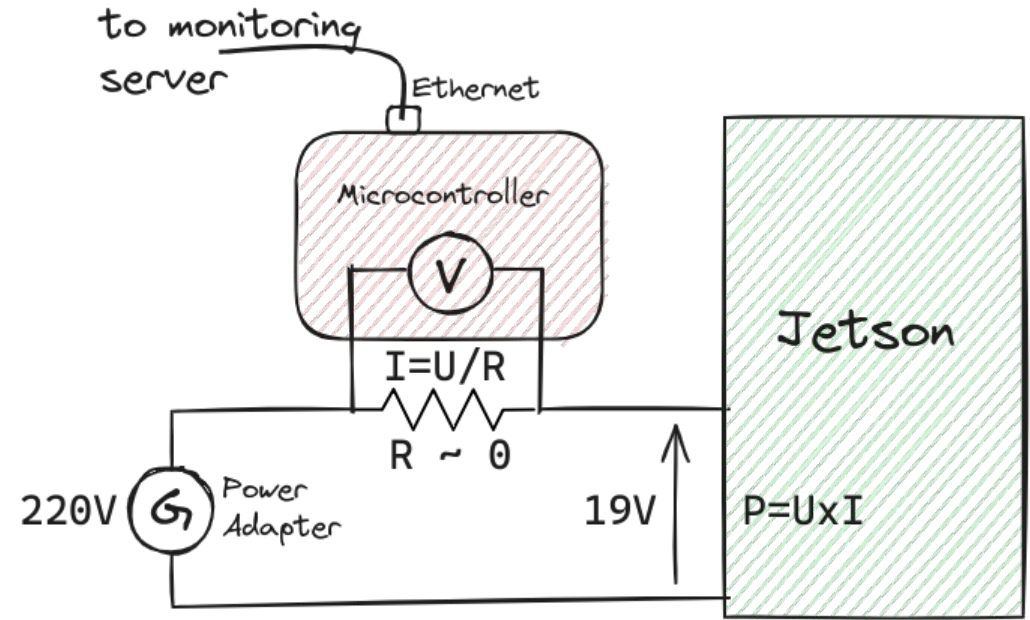 to monitoring
server
Ethernet
Microcontroller
V
Jetson
I=U/R
R ~ 0
220V
G
Power
Adapter
19V
P=UxI